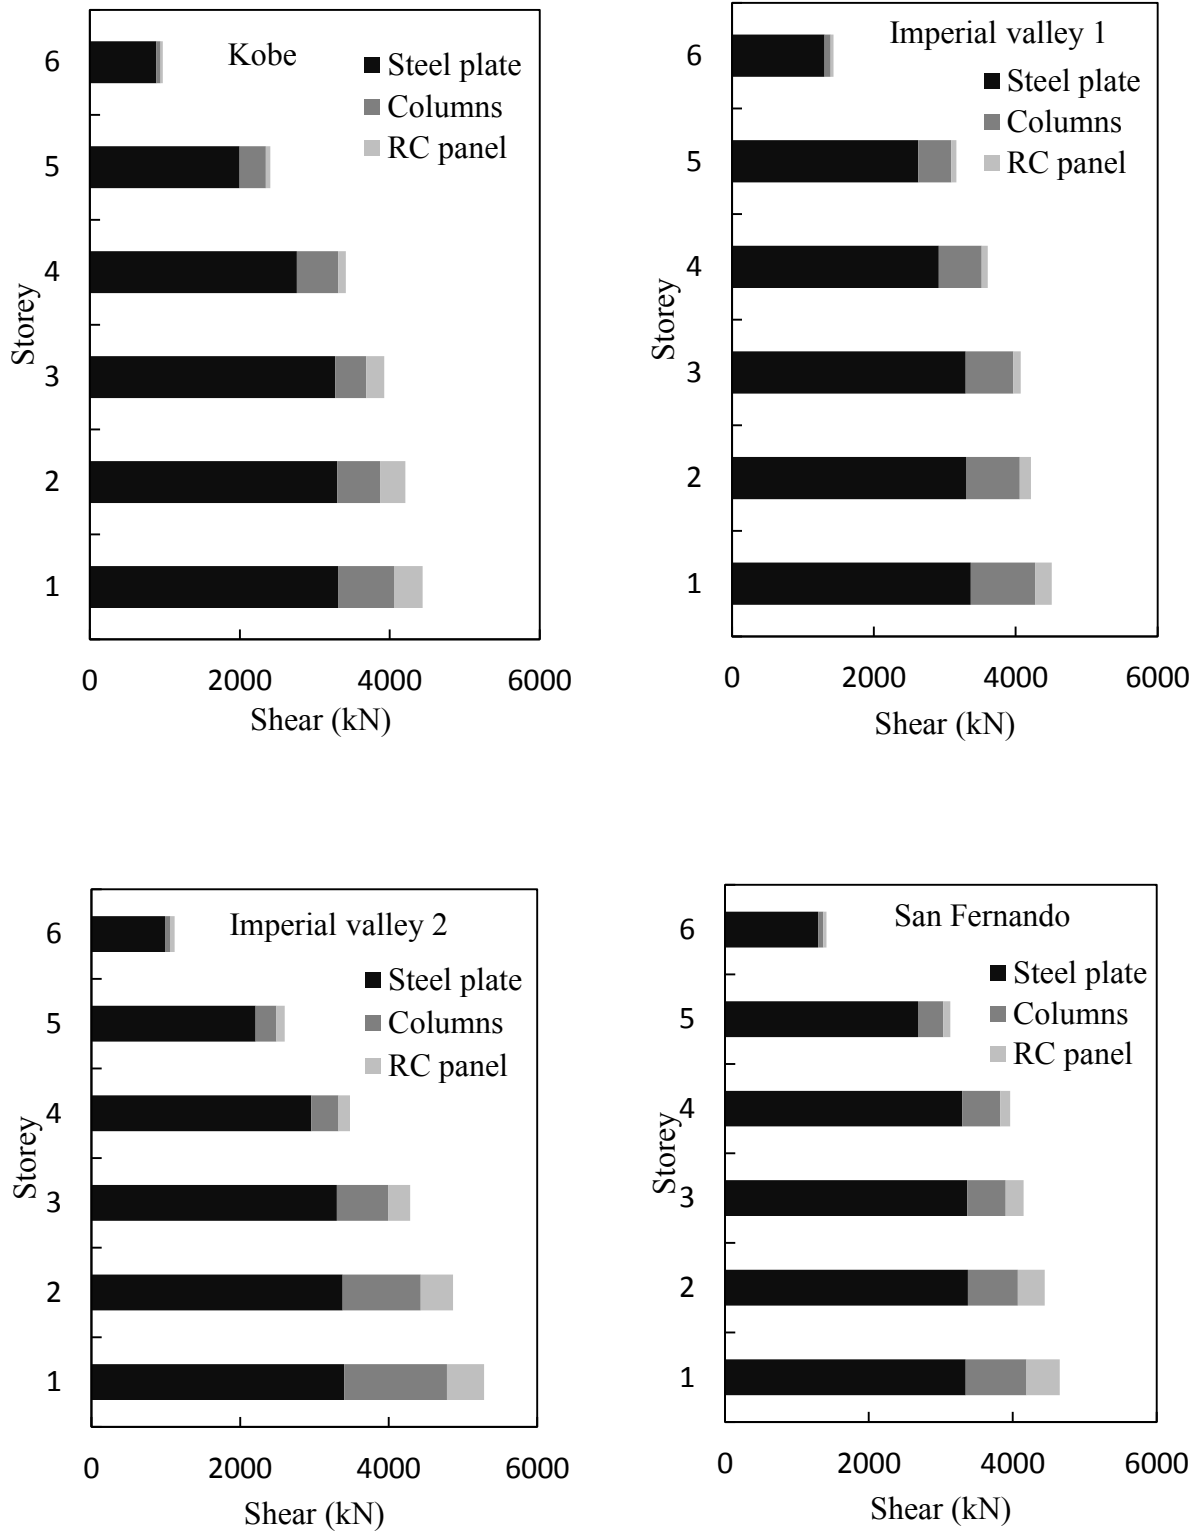 Kobe
Steel plate
Columns
RC panel
6
5
4
3
2
1
Storey
0 2000 4000 6000
Shear (kN)
Imperial valley 1
Steel plate
Columns
RC panel
6
5
4
3
2
1
Storey
0 2000 4000 6000
Shear (kN)
Imperial valley 2
Steel plate
Columns
RC panel
6
5
4
3
2
1
Storey
0 2000 4000 6000
Shear (kN)
San Fernando
Steel plate
Columns
RC panel
6
5
4
3
2
1
Storey
0 2000 4000 6000
Shear (kN)